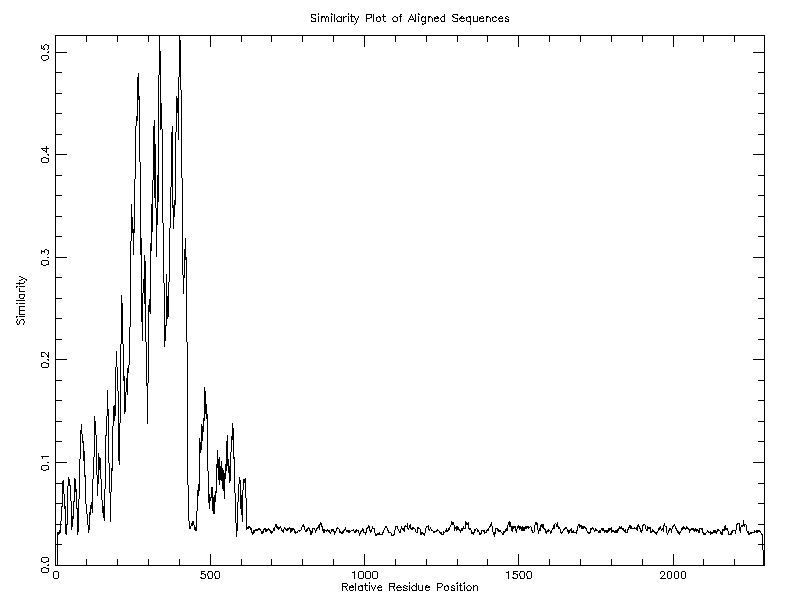 Similarity Plot of Aligned Sequences
0.5
0.4
0.3
0.2
0.1
0.0
Similarity
0 500 1000 1500 2000
Relative Residue Position